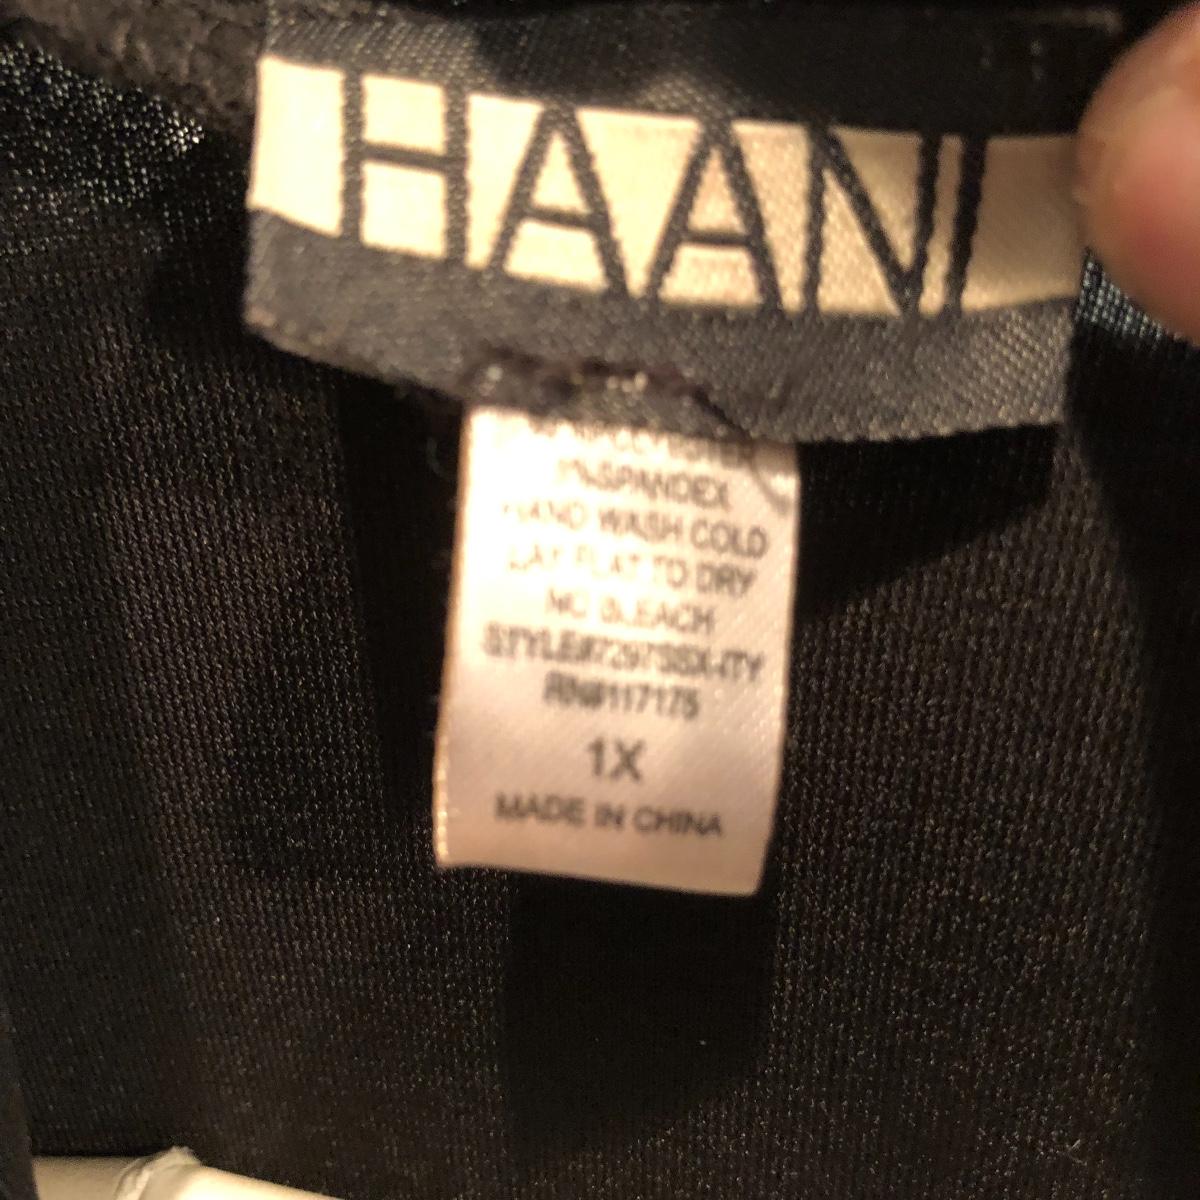 HAANI
SPANDEX
HAND WASH COLD
LAY FLAT TO DRY
NO BLEACH
RN#117175
1X
MADE IN CHINA